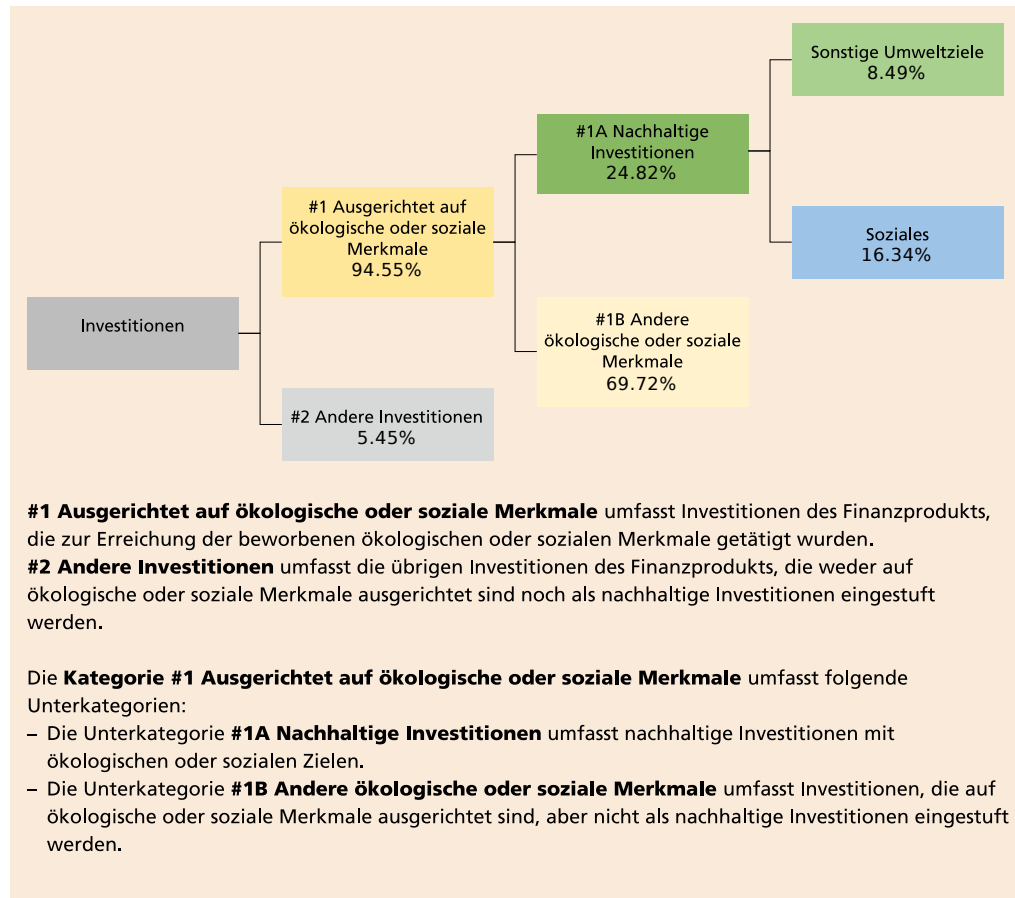 Sonstige Umweltziele
8.49%
#1A Nachhaltige
Investitionen
24.82%
#1 Ausgerichtet auf
ökologische oder soziale
Merkmale
94.55%
Soziales
16.34%
Investitionen
#1B Andere
ökologische oder soziale
Merkmale
69.72%
#2 Andere Investitionen
5.45%
#1 Ausgerichtet auf ökologische oder soziale Merkmale umfasst Investitionen des Finanzprodukts,
die zur Erreichung der beworbenen ökologischen oder sozialen Merkmale getätigt wurden.
#2 Andere Investitionen umfasst die übrigen Investitionen des Finanzprodukts, die weder auf
ökologische oder soziale Merkmale ausgerichtet sind noch als nachhaltige Investitionen eingestuft
werden.
Die Kategorie #1 Ausgerichtet auf ökologische oder soziale Merkmale umfasst folgende
Unterkategorien:
– Die Unterkategorie #1A Nachhaltige Investitionen umfasst nachhaltige Investitionen mit
ökologischen oder sozialen Zielen.
– Die Unterkategorie #1B Andere ökologische oder soziale Merkmale umfasst Investitionen, die auf
ökologische oder soziale Merkmale ausgerichtet sind, aber nicht als nachhaltige Investitionen eingestuft
werden.